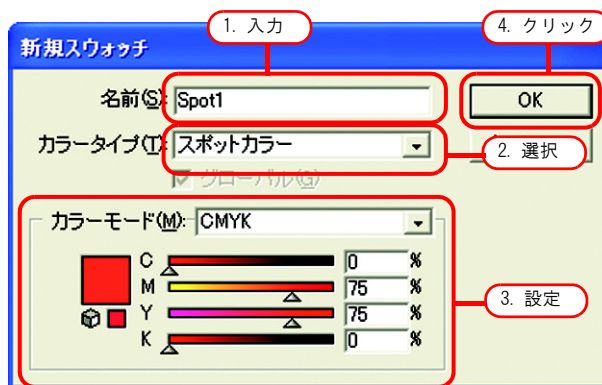 1. 入力
4. クリック
新規スウォッチ
名前(S): Spot1
OK
カラータイプ(T): スポットカラー
2. 選択
グローバル(G)
カラーモード(M): CMYK
C 0 %
M 75 %
3. 設定
Y 75 %
K 0 %